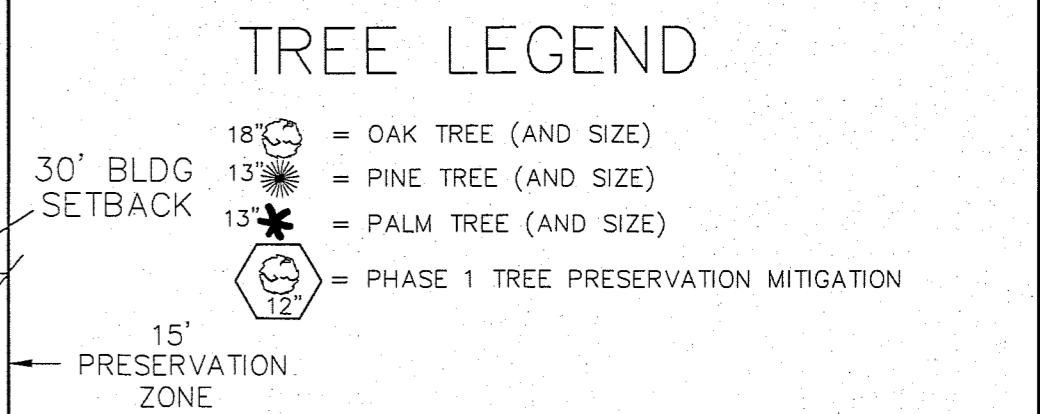 TREE LEGEND
18" = OAK TREE (AND SIZE)
30' BLDG
SETBACK
13" = PINE TREE (AND SIZE)
13" = PALM TREE (AND SIZE)
12" = PHASE 1 TREE PRESERVATION MITIGATION
15'
PRESERVATION
ZONE